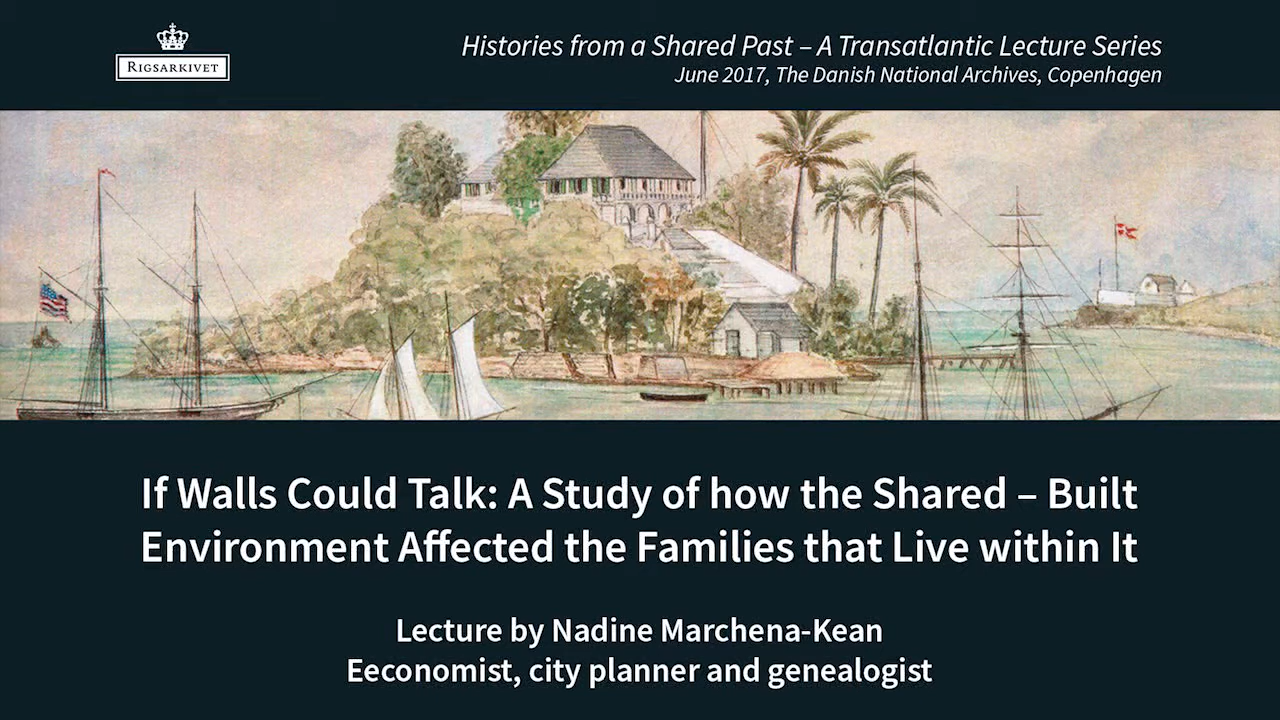 RIGSARKIVET
Histories from a Shared Past – A Transatlantic Lecture Series
June 2017, The Danish National Archives, Copenhagen
If Walls Could Talk: A Study of how the Shared – Built
Environment Affected the Families that Live within It
Lecture by Nadine Marchena-Kean
Eeconomist, city planner and genealogist